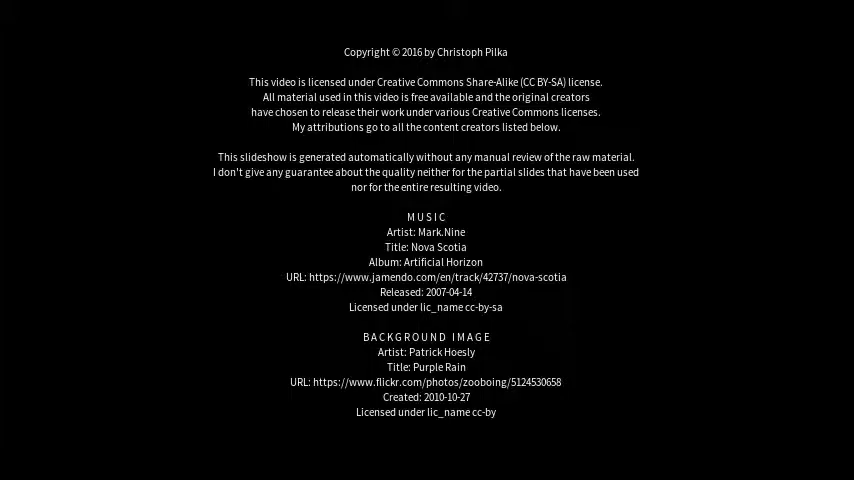 Copyright © 2016 by Christoph Pilka
This video is licensed under Creative Commons Share-Alike (CC BY-SA) license.
All material used in this video is free available and the original creators
have chosen to release their work under various Creative Commons licenses.
My attributions go to all the content creators listed below.
This slideshow is generated automatically without any manual review of the raw material.
I don't give any guarantee about the quality neither for the partial slides that have been used
nor for the entire resulting video.
MUSIC
Artist: Mark.Nine
Title: Nova Scotia
Album: Artificial Horizon
URL: https://www.jamendo.com/en/track/42737/nova-scotia
Released: 2007-04-14
Licensed under lic_name cc-by-sa
BACKGROUND IMAGE
Artist: Patrick Hoesly
Title: Purple Rain
URL: https://www.flickr.com/photos/zooboing/5124530658
Created: 2010-10-27
Licensed under lic_name cc-by